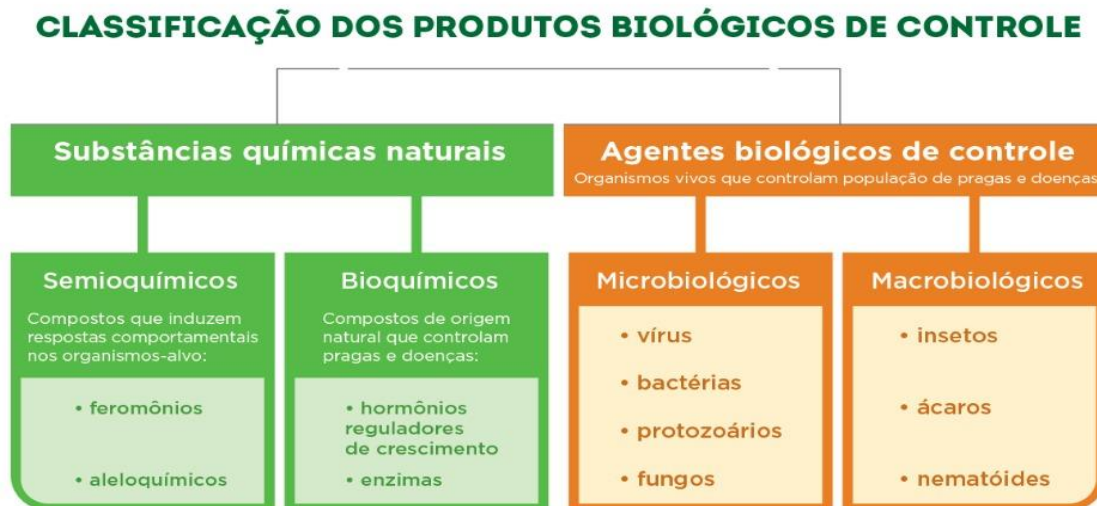 CLASSIFICAÇÃO DOS PRODUTOS BIOLÓGICOS DE CONTROLE
Substâncias químicas naturais
Semioquímicos
Compostos que induzem
respostas comportamentais
nos organismos-alvo:
• feromônios
• aleloquímicos
Bioquímicos
Compostos de origem
natural que controlam
pragas e doenças:
• hormônios
reguladores
de crescimento
• enzimas
Agentes biológicos de controle
Organismos vivos que controlam população de pragas e doenças
Microbiológicos
• vírus
• bactérias
• protozoários
• fungos
Macrobiológicos
• insetos
• ácaros
• nematóides